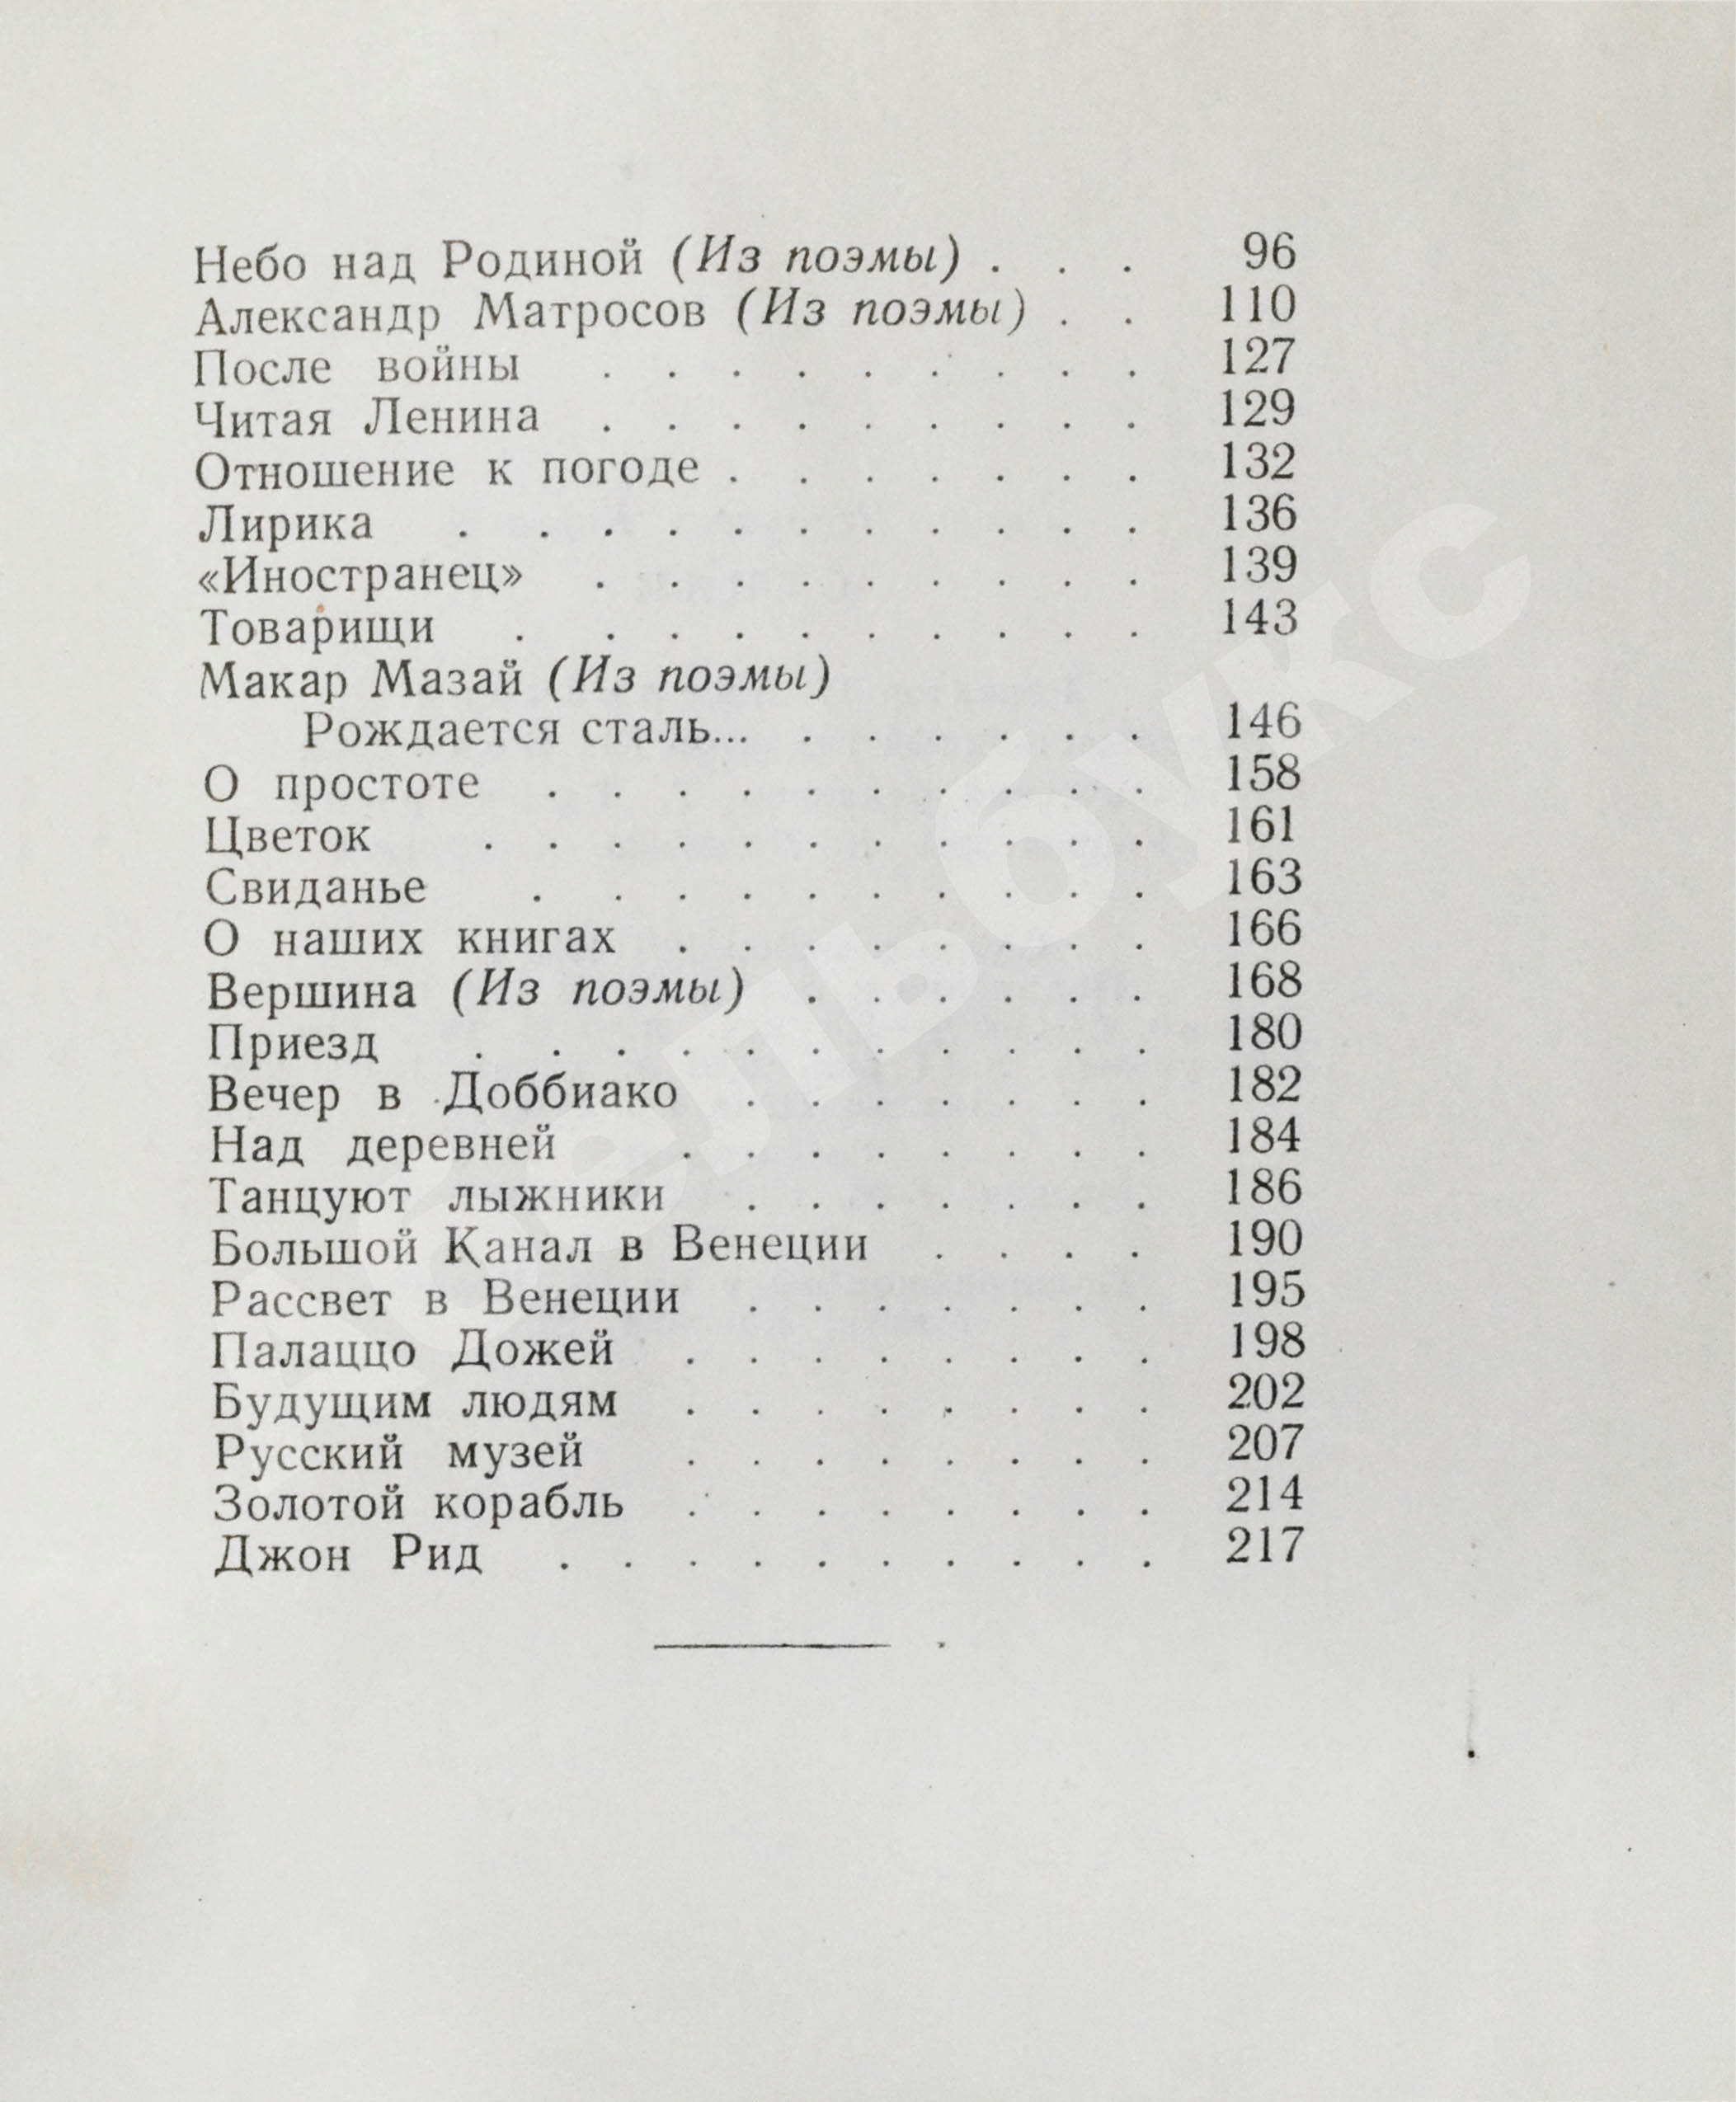 Небо над Родиной (Из поэмы) . . . 96
Александр Матросов (Из поэмы) . . 110
После войны . . . . . . . . . 127
Читая Ленина . . . . . . . . . 129
Отношение к погоде . . . . . . . 132
Лирика . . . . . . . . . . . 136
«Иностранец» . . . . . . . . . 139
Товарищи . . . . . . . . . . 143
Макар Мазай (Из поэмы)
Рождается сталь... . . . . . . 146
О простоте . . . . . . . . . . 158
Цветок . . . . . . . . . . . 161
Свиданье . . . . . . . . . . 163
О наших книгах . . . . . . . . 166
Вершина (Из поэмы) . . . . . . 168
Приезд . . . . . . . . . . . 180
Вечер в Доббиако . . . . . . . 182
Над деревней . . . . . . . . 184
Танцуют лыжники . . . . . . . 186
Большой Канал в Венеции . . . . 190
Рассвет в Венеции . . . . . . . 195
Палаццо Дожей . . . . . . . . 198
Будущим людям . . . . . . . . 202
Русский музей . . . . . . . . 207
Золотой корабль . . . . . . . . 214
Джон Рид . . . . . . . . . . 217